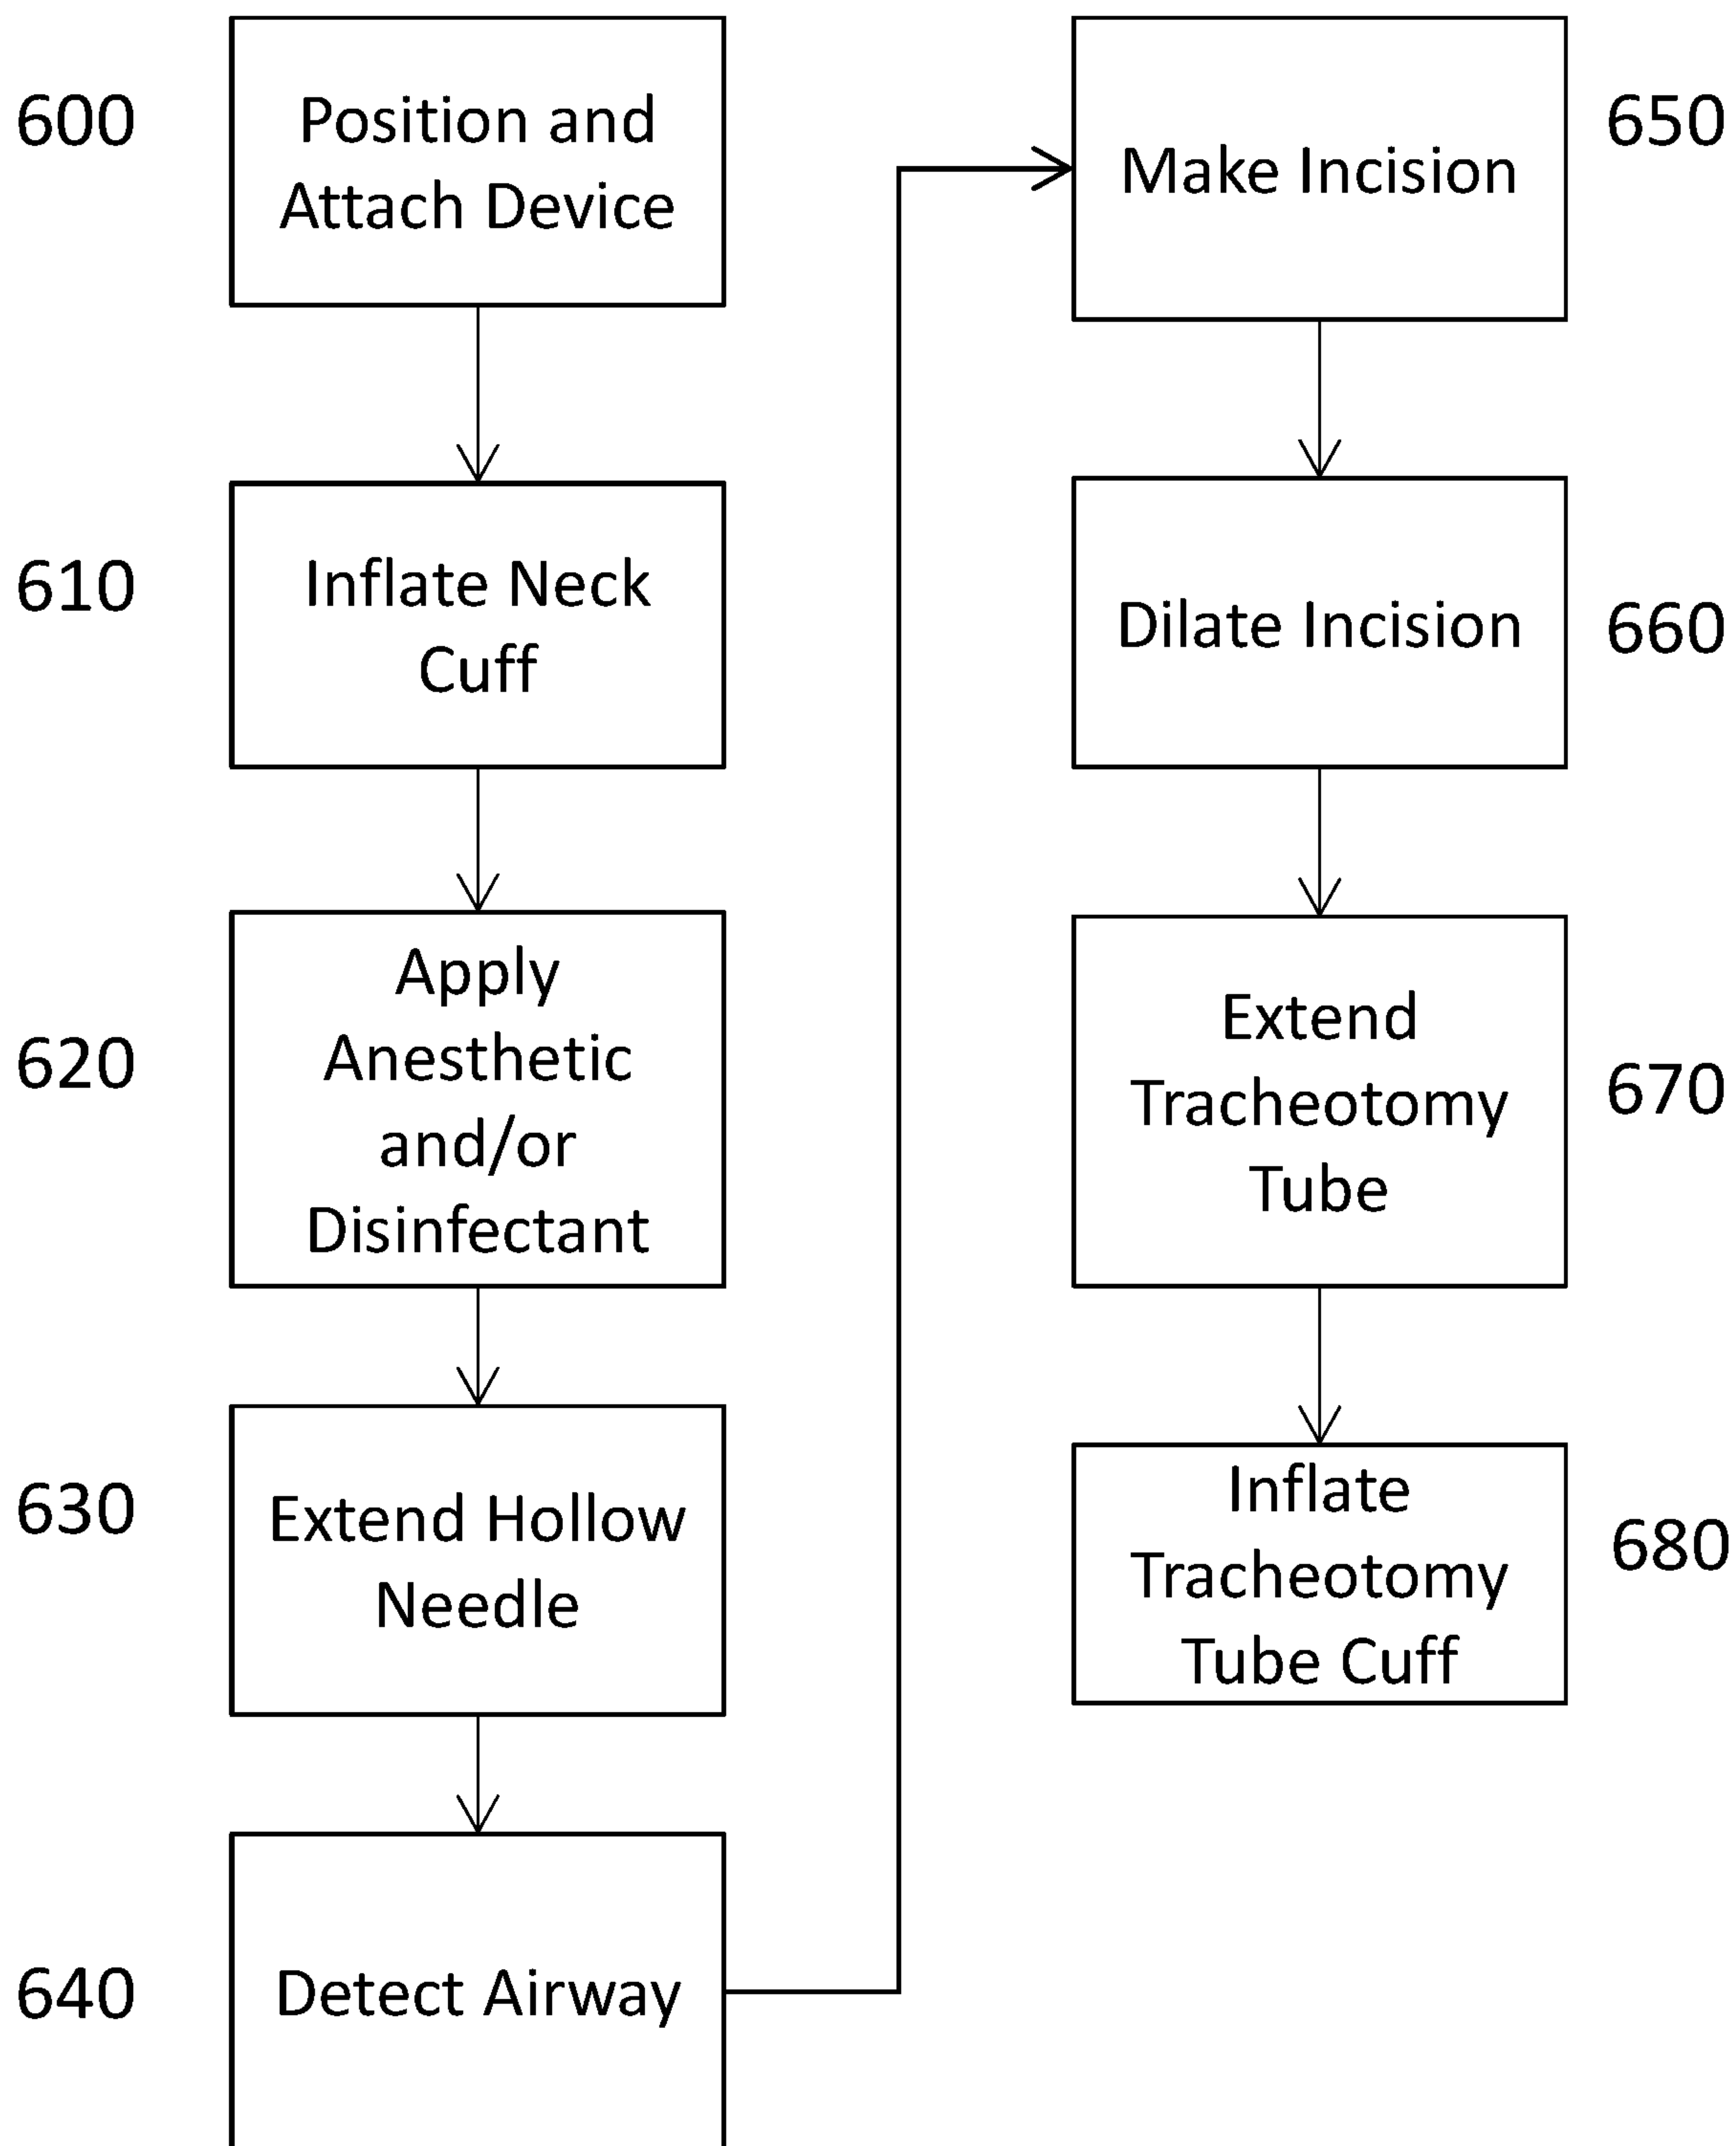 600
Position and
Attach Device
610
Inflate Neck
Cuff
620
Apply
Anesthetic
and/or
Disinfectant
630
Extend Hollow
Needle
640
Detect Airway
650
Make Incision
660
Dilate Incision
670
Extend
Tracheotomy
Tube
680
Inflate
Tracheotomy
Tube Cuff